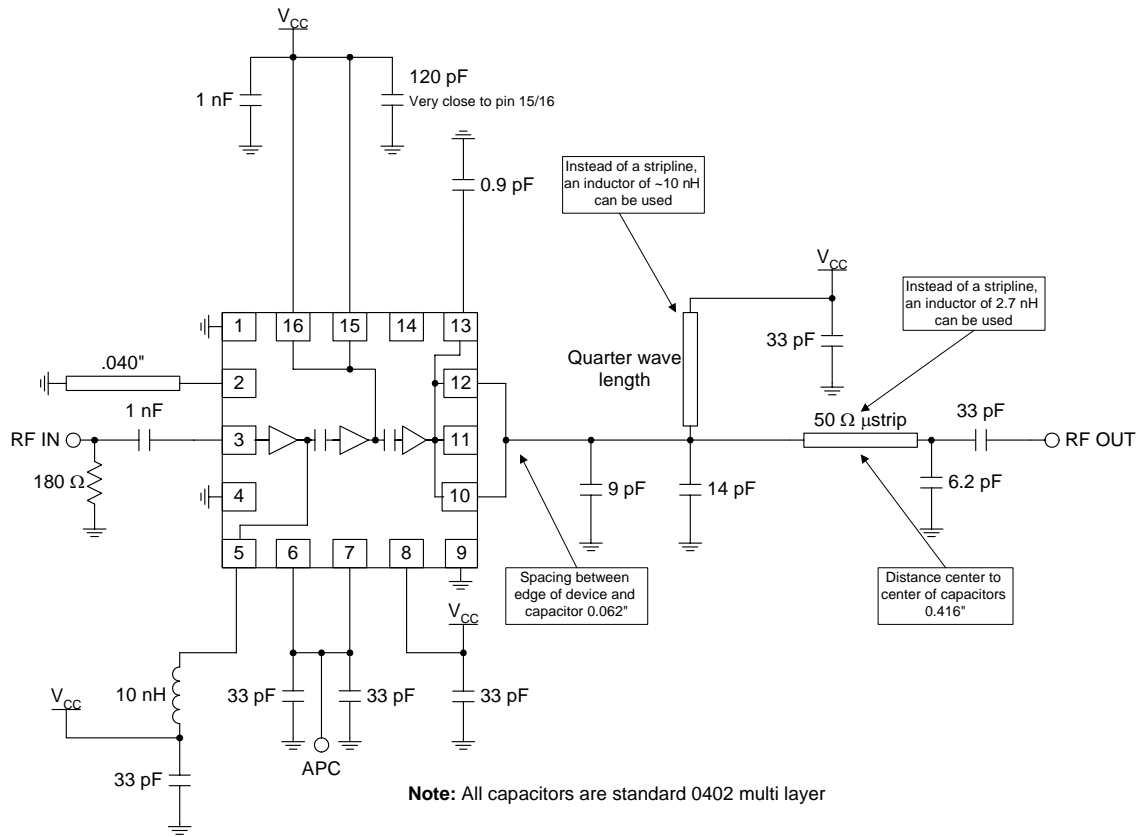 V_CC
1 nF
120 pF
Very close to pin 15/16
0.9 pF
Instead of a stripline,
an inductor of ~10 nH
can be used
V_CC
Instead of a stripline,
an inductor of 2.7 nH
can be used
33 pF
Quarter wave
length
1
16
15
14
13
.040"
2
12
1 nF
RF IN
3
11
50 Ω µstrip
33 pF
RF OUT
180 Ω
4
10
9 pF
14 pF
6.2 pF
5
6
7
8
9
Spacing between
edge of device and
capacitor 0.062"
Distance center to
center of capacitors
0.416"
V_CC
10 nH
V_CC
33 pF
33 pF
33 pF
33 pF
APC
Note: All capacitors are standard 0402 multi layer